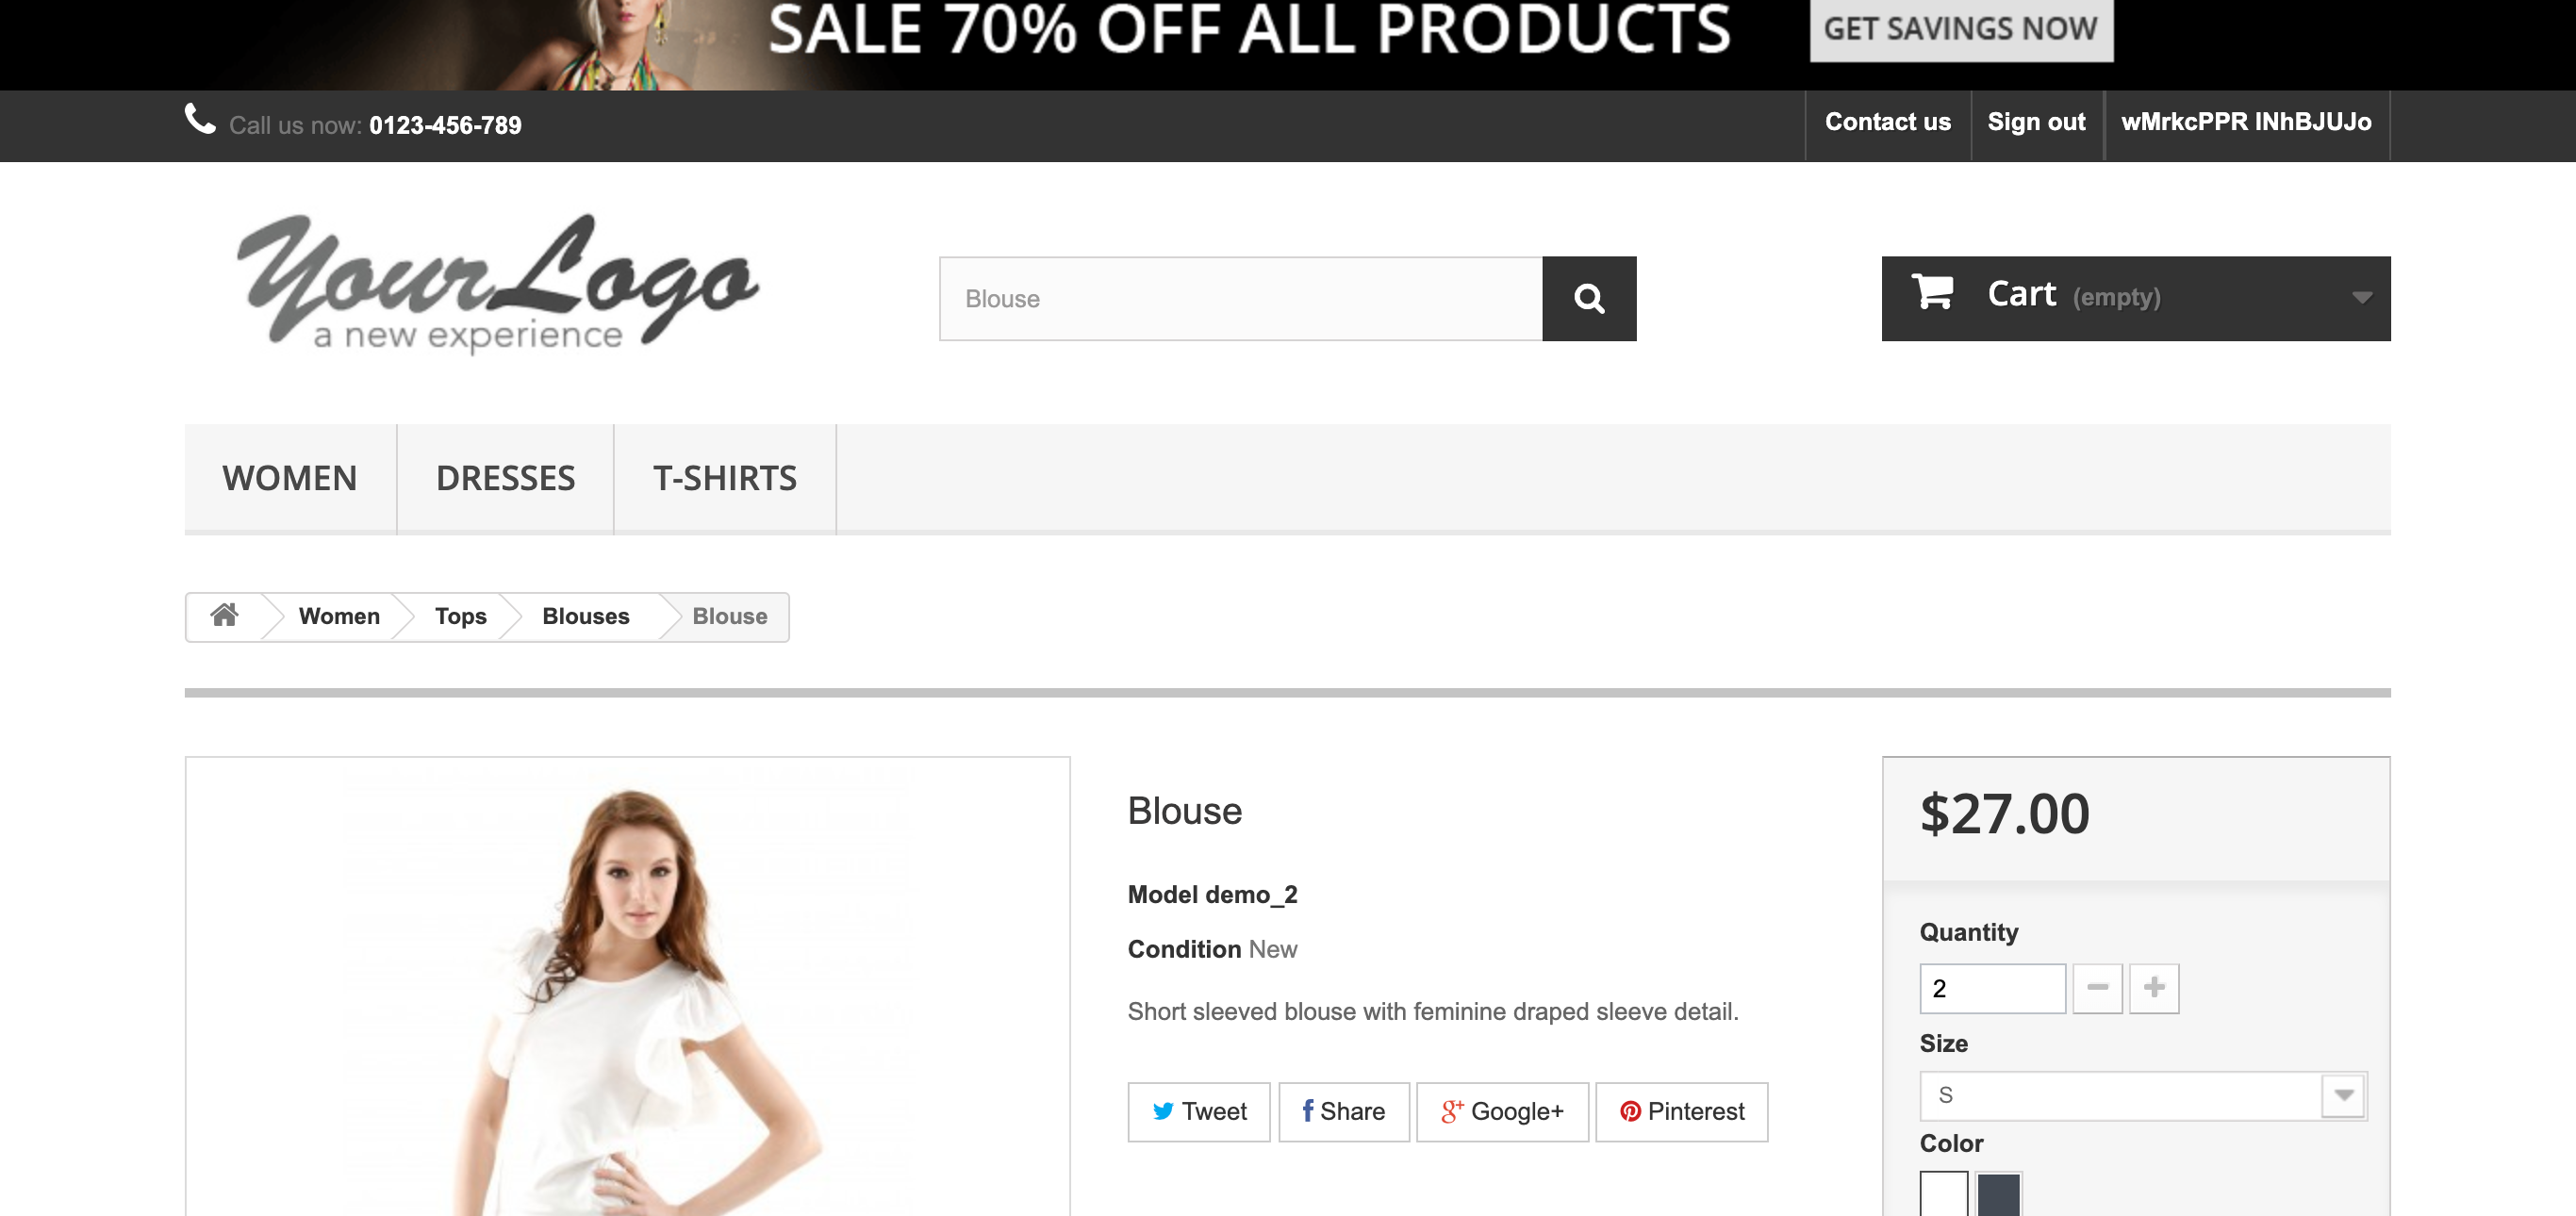 SALE 70% OFF ALL PRODUCTS
GET SAVINGS NOW
Call us now: 0123-456-789
Contact us
Sign out
wMrkcPPR INhBJUJo
YourLogo
a new experience
Blouse
Cart (empty)
WOMEN
DRESSES
T-SHIRTS
Women
Tops
Blouses
Blouse
Blouse
Model demo_2
Condition New
Short sleeved blouse with feminine draped sleeve detail.
Tweet
Share
Google+
Pinterest
$27.00
Quantity
2
Size
S
Color